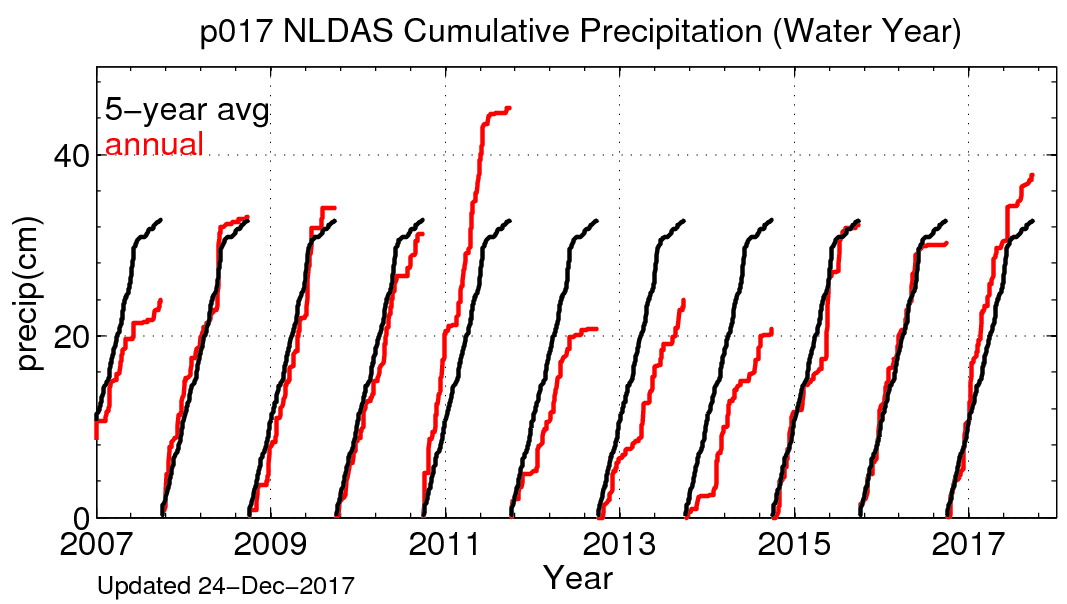 p017 NLDAS Cumulative Precipitation (Water Year)
5−year avg
annual
precip(cm)
40
20
0
2007 2009 2011 2013 2015 2017
Year
Updated 24−Dec−2017